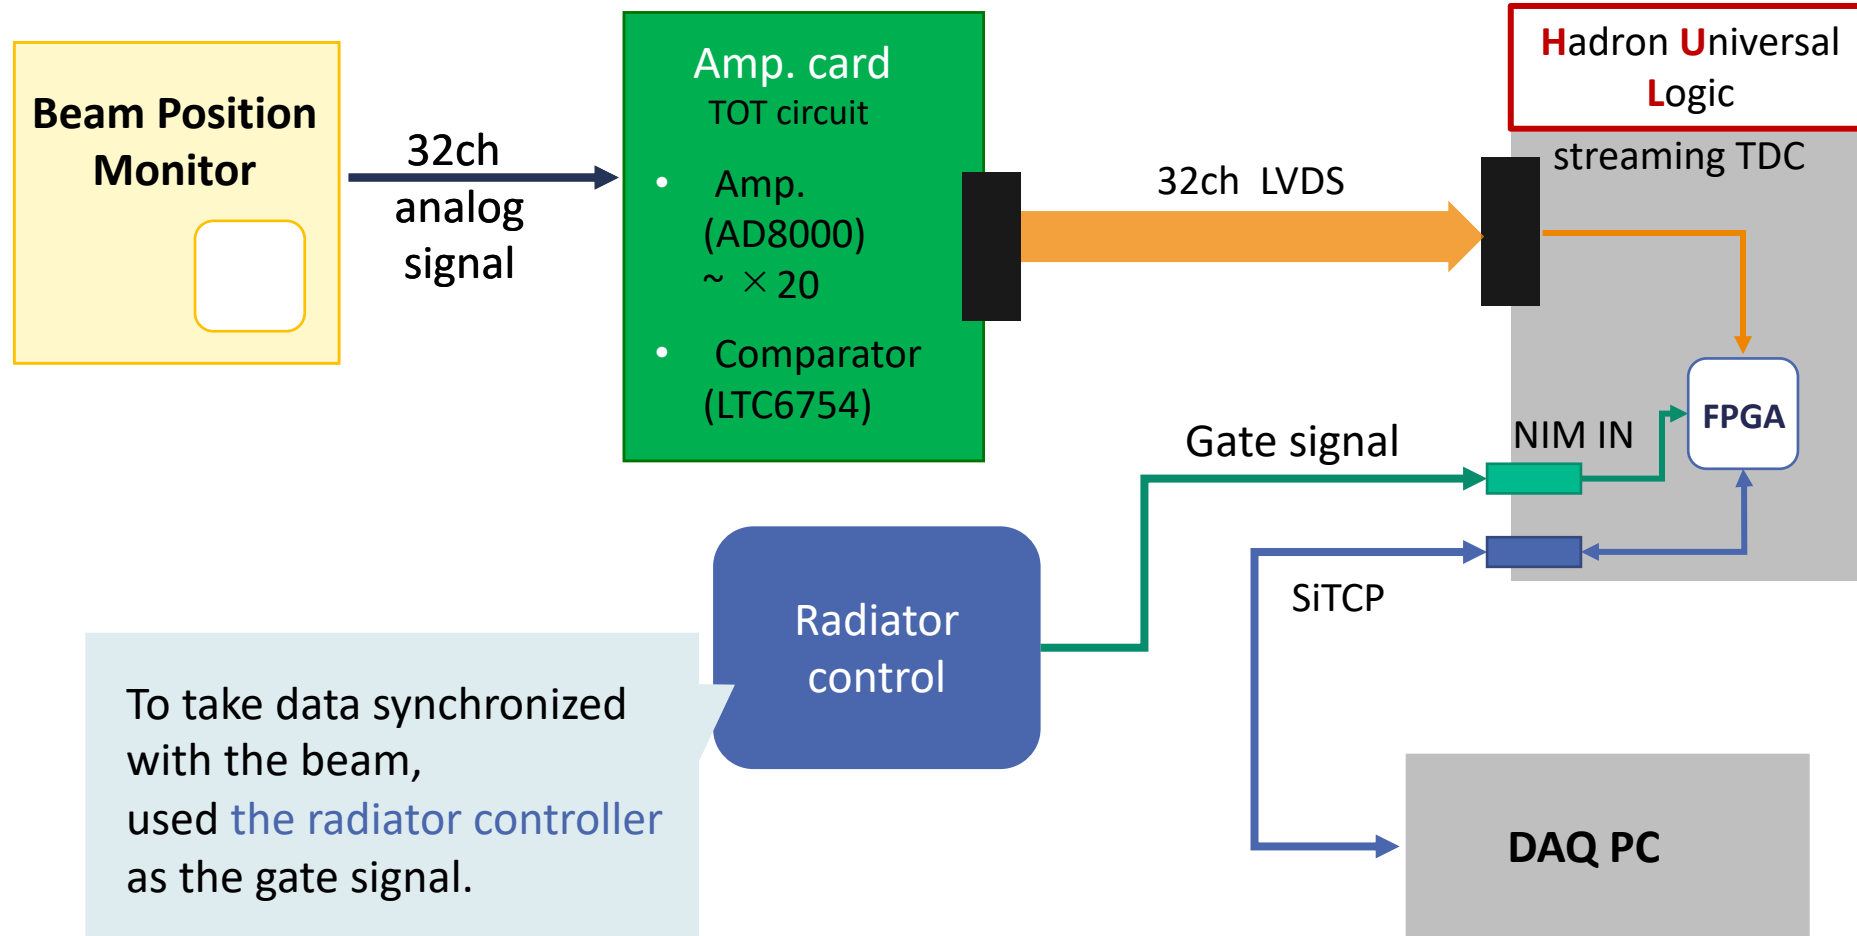 Beam Position
Monitor
32ch
analog
signal
Amp. card
TOT circuit
• Amp.
(AD8000)
~ ×20
• Comparator
(LTC6754)
32ch LVDS
Hadron Universal
Logic
streaming TDC
FPGA
NIM IN
Gate signal
SiTCP
Radiator
control
To take data synchronized
with the beam,
used the radiator controller
as the gate signal.
DAQ PC